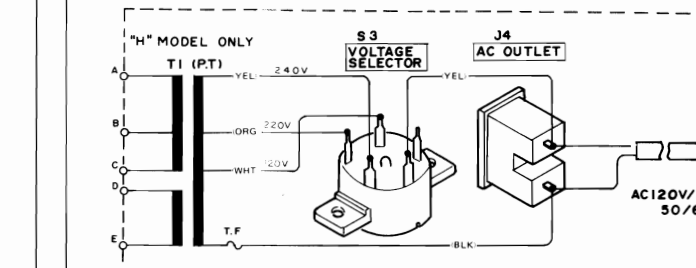 "H" MODEL ONLY
S3
VOLTAGE
SELECTOR
J4
AC OUTLET
T1 (P.T)
A
YEL
240V
YEL
B
ORG
220V
C
WHT
120V
D
AC120V/
E
T.F
BLK
50/